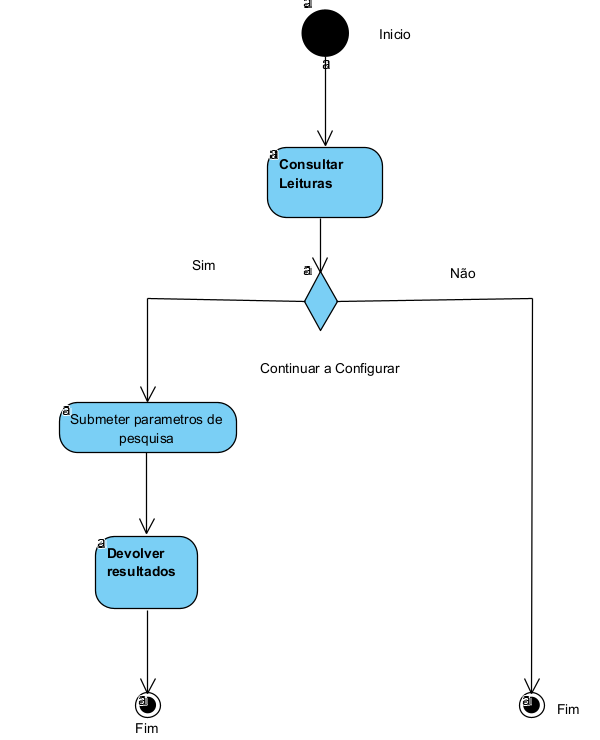 a
Inicio
a
a
Consultar
Leituras
Sim
a
Não
Continuar a Configurar
a
Submeter parametros de
pesquisa
a
Devolver
resultados
a
Fim
a
Fim